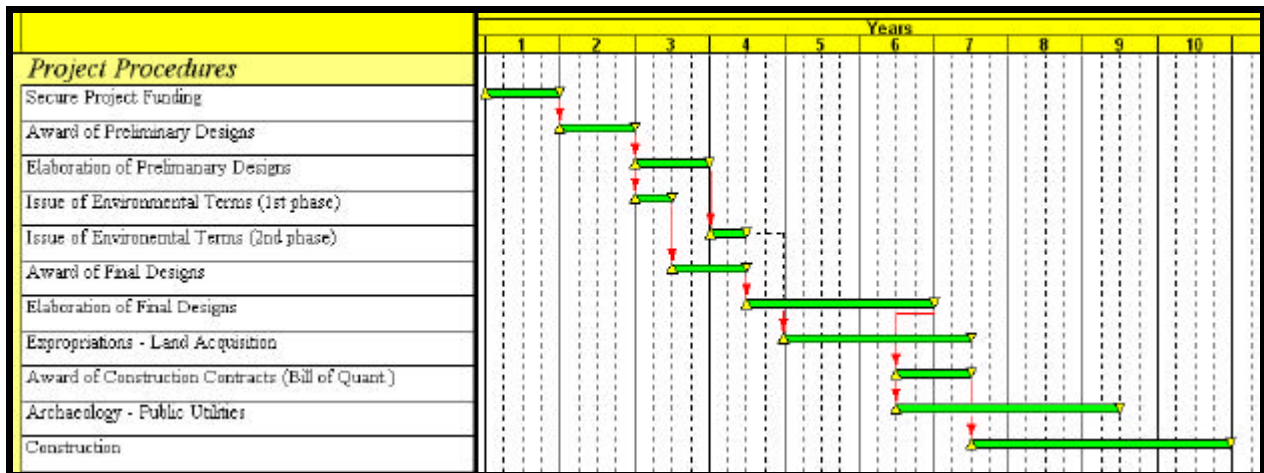 Years
1 2 3 4 5 6 7 8 9 10
Project Procedures
Secure Project Funding
Award of Preliminary Designs
Elaboration of Prelimanary Designs
Issue of Environmental Terms (1st phase)
Issue of Environemtal Terms (2nd phase)
Award of Final Designs
Elaboration of Final Designs
Expropriations - Land Acquisition
Award of Construction Contracts (Bill of Quant )
Archaeology - Public Utilities
Construction